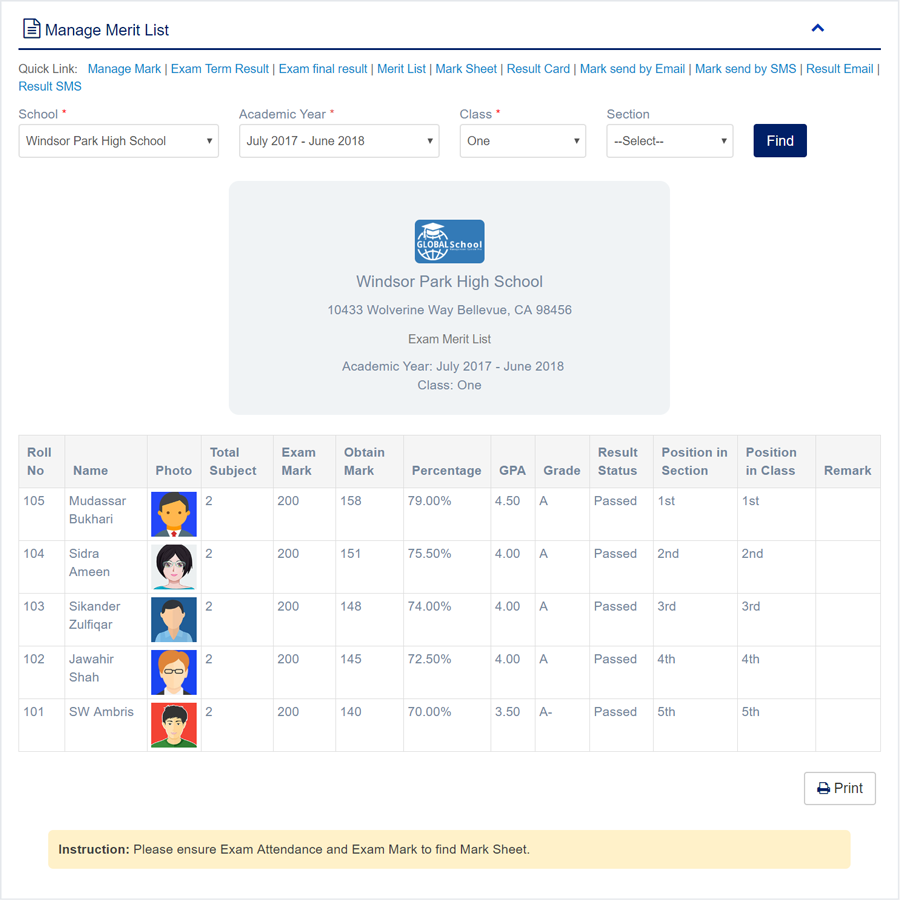 Manage Merit List
Quick Link: Manage Mark | Exam Term Result | Exam final result | Merit List | Mark Sheet | Result Card | Mark send by Email | Mark send by SMS | Result Email |
Result SMS
School * Academic Year * Class * Section
Windsor Park High School July 2017 - June 2018 One --Select-- Find
GLOBAL School
Windsor Park High School
10433 Wolverine Way Bellevue, CA 98456
Exam Merit List
Academic Year: July 2017 - June 2018
Class: One
Roll No Name Photo Total Subject Exam Mark Obtain Mark Percentage GPA Grade Result Status Position in Section Position in Class Remark
105 Mudassar Bukhari 2 200 158 79.00% 4.50 A Passed 1st 1st
104 Sidra Ameen 2 200 151 75.50% 4.00 A Passed 2nd 2nd
103 Sikander Zulfiqar 2 200 148 74.00% 4.00 A Passed 3rd 3rd
102 Jawahir Shah 2 200 145 72.50% 4.00 A Passed 4th 4th
101 SW Ambris 2 200 140 70.00% 3.50 A- Passed 5th 5th
Print
Instruction: Please ensure Exam Attendance and Exam Mark to find Mark Sheet.